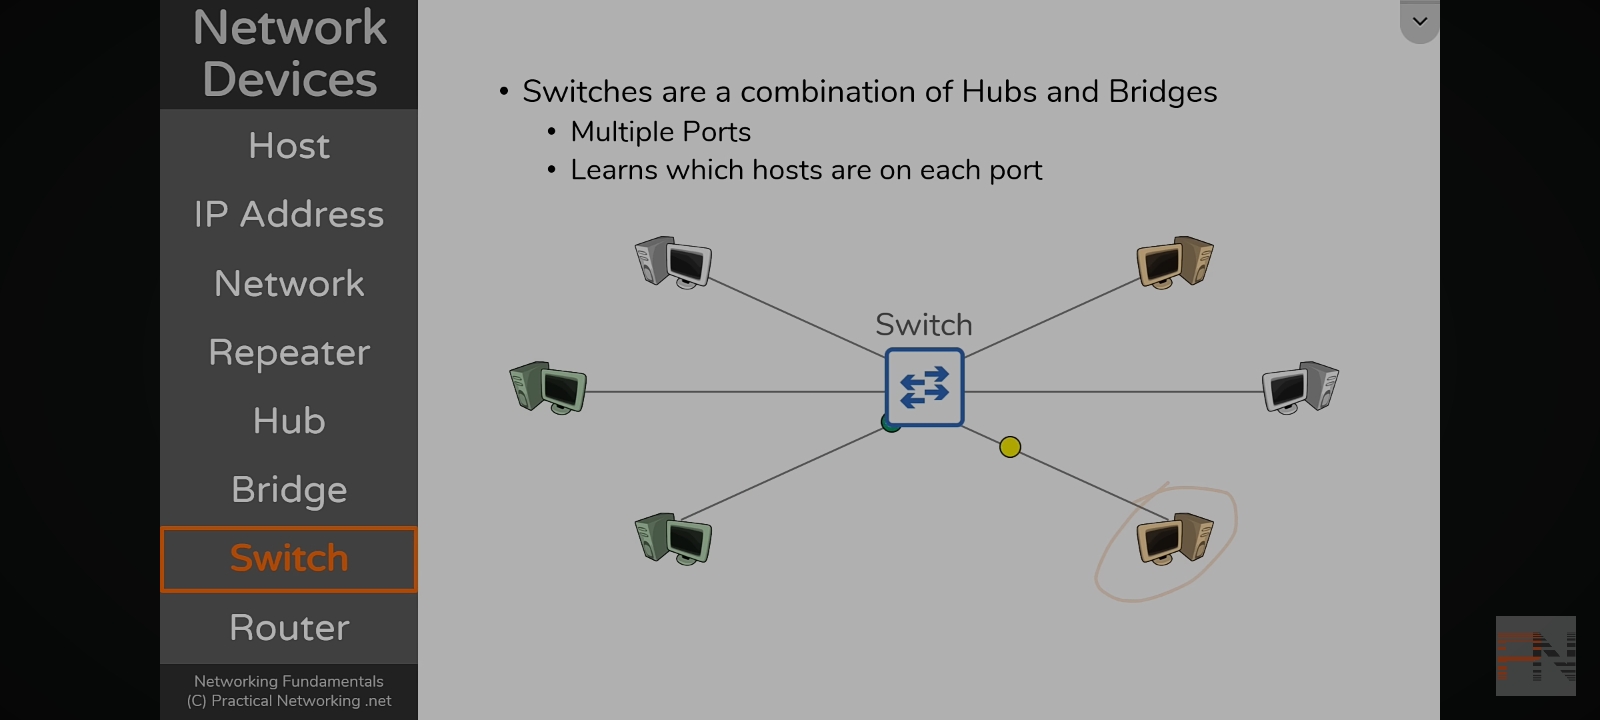 Network
Devices
Host
IP Address
Network
Repeater
Hub
Bridge
Switch
Router
Networking Fundamentals
(C) Practical Networking .net
• Switches are a combination of Hubs and Bridges
• Multiple Ports
• Learns which hosts are on each port
Switch
PN